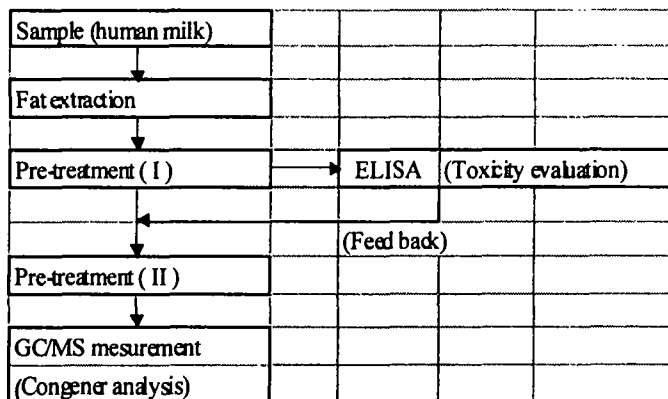 Sample (human milk)
Fat extraction
Pre-treatment ( I )
ELISA (Toxicity evaluation)
(Feed back)
Pre-treatment ( II )
GC/MS mesurement
(Congener analysis)